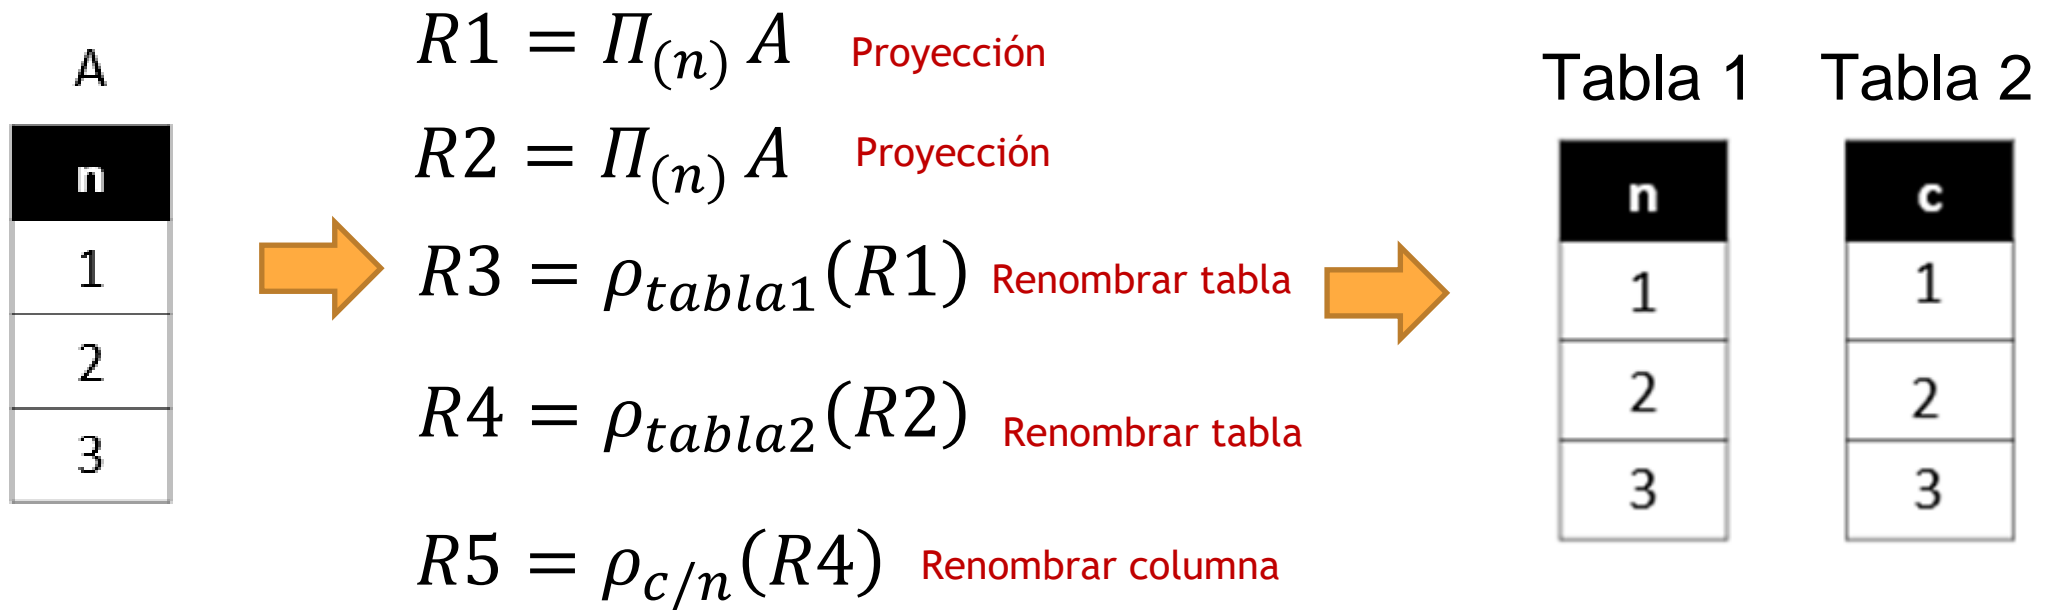 A
n
1
2
3
R1 = Π(n) A Proyección
R2 = Π(n) A Proyección
R3 = ρtabla1(R1) Renombrar tabla
R4 = ρtabla2(R2) Renombrar tabla
R5 = ρc/n(R4) Renombrar columna
Tabla 1 Tabla 2
n c
1 1
2 2
3 3